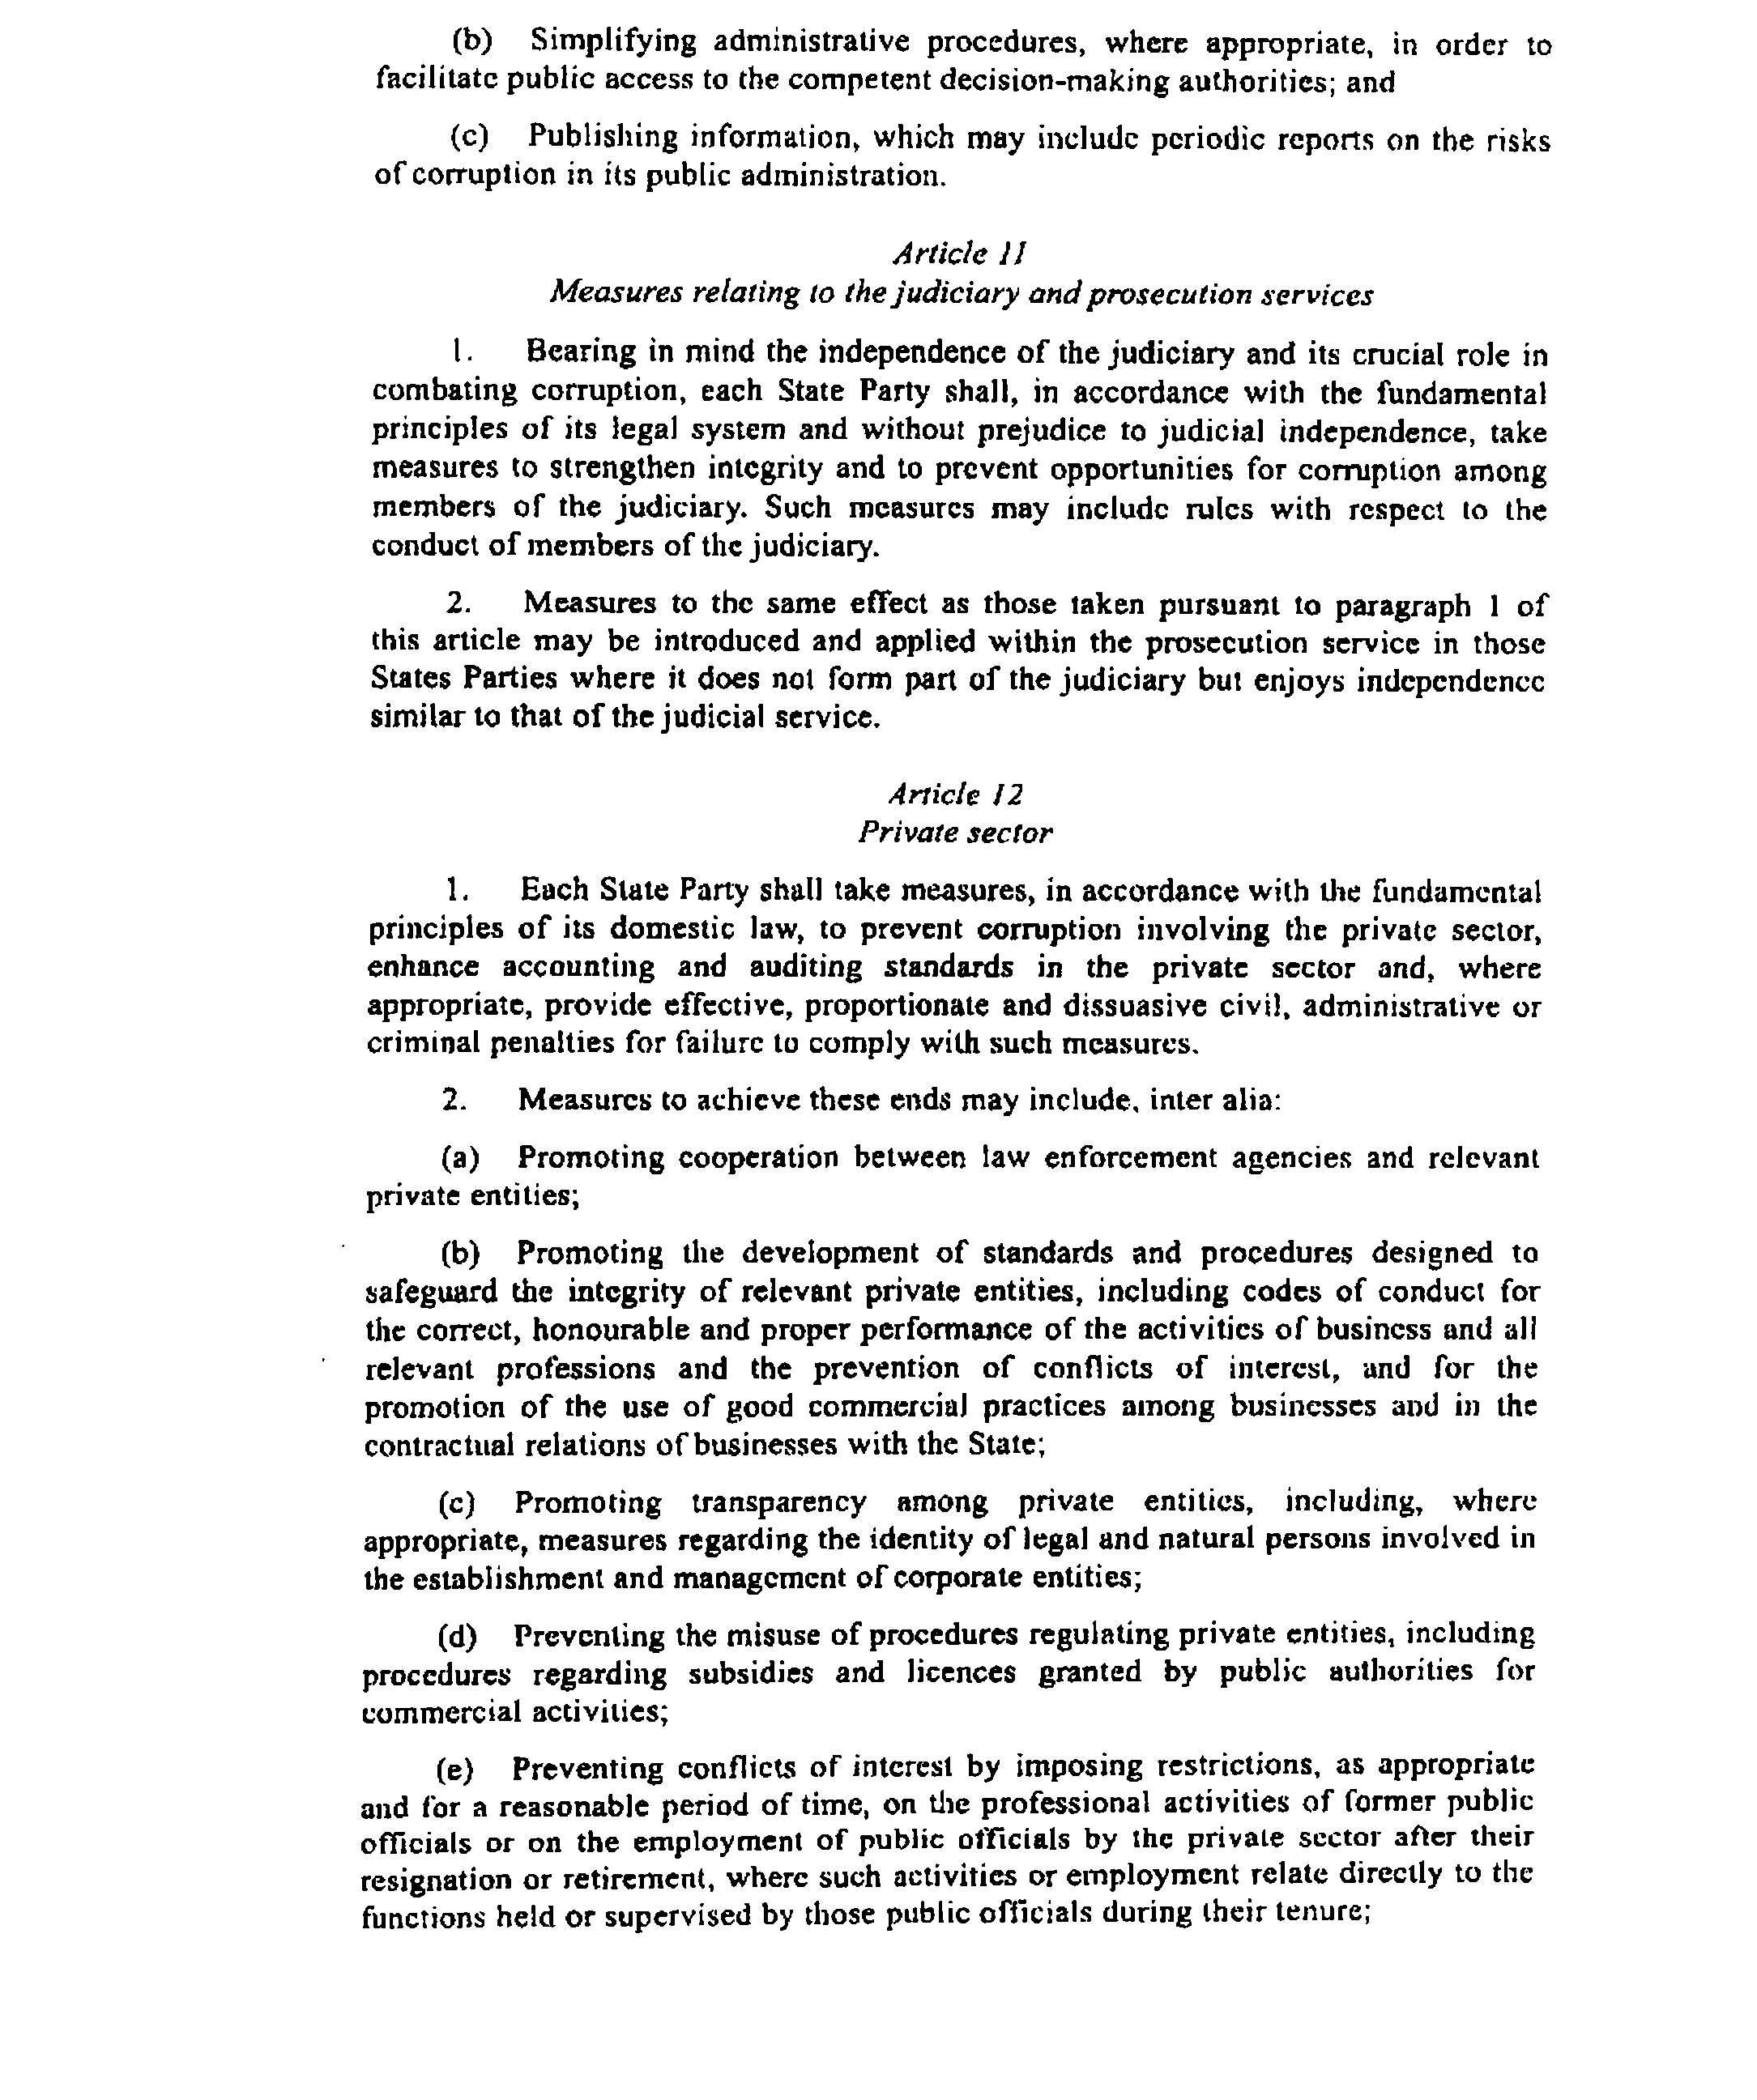 (b) Simplifying administrative procedures, where appropriate, in order to
facilitate public access to the competent decision-making authorities; and
(c) Publishing information, which may include periodic reports on the risks
of corruption in its public administration.
Article 11
Measures relating to the judiciary and prosecution services
1. Bearing in mind the independence of the judiciary and its crucial role in
combating corruption, each State Party shall, in accordance with the fundamental
principles of its legal system and without prejudice to judicial independence, take
measures to strengthen integrity and to prevent opportunities for corruption among
members of the judiciary. Such measures may include rules with respect to the
conduct of members of the judiciary.
2. Measures to the same effect as those taken pursuant to paragraph 1 of
this article may be introduced and applied within the prosecution service in those
States Parties where it does not form part of the judiciary but enjoys independence
similar to that of the judicial service.
Article 12
Private sector
1. Each State Party shall take measures, in accordance with the fundamental
principles of its domestic law, to prevent corruption involving the private sector,
enhance accounting and auditing standards in the private sector and, where
appropriate, provide effective, proportionate and dissuasive civil, administrative or
criminal penalties for failure to comply with such measures.
2. Measures to achieve these ends may include, inter alia:
(a) Promoting cooperation between law enforcement agencies and relevant
private entities;
(b) Promoting the development of standards and procedures designed to
safeguard the integrity of relevant private entities, including codes of conduct for
the correct, honourable and proper performance of the activities of business and all
relevant professions and the prevention of conflicts of interest, and for the
promotion of the use of good commercial practices among businesses and in the
contractual relations of businesses with the State;
(c) Promoting transparency among private entities, including, where
appropriate, measures regarding the identity of legal and natural persons involved in
the establishment and management of corporate entities;
(d) Preventing the misuse of procedures regulating private entities, including
procedures regarding subsidies and licences granted by public authorities for
commercial activities;
(e) Preventing conflicts of interest by imposing restrictions, as appropriate
and for a reasonable period of time, on the professional activities of former public
officials or on the employment of public officials by the private sector after their
resignation or retirement, where such activities or employment relate directly to the
functions held or supervised by those public officials during their tenure;